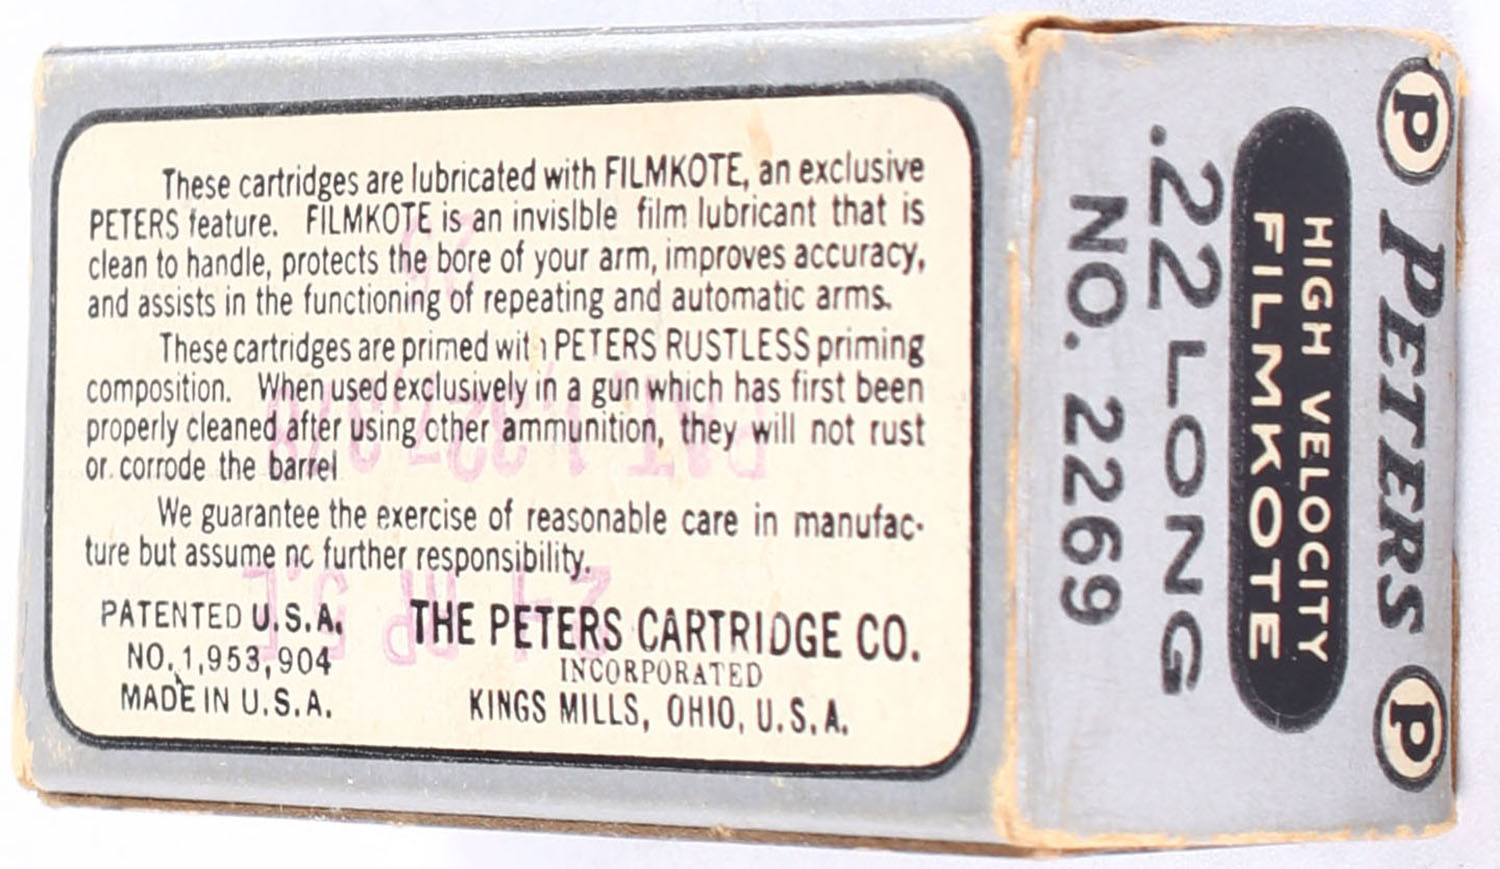 These cartridges are lubricated with FILMKOTE, an exclusive
PETERS feature. FILMKOTE is an invisible film lubricant that is
clean to handle, protects the bore of your arm, improves accuracy,
and assists in the functioning of repeating and automatic arms.
These cartridges are primed with PETERS RUSTLESS priming
composition. When used exclusively in a gun which has first been
properly cleaned after using other ammunition, they will not rust
or corrode the barrel
We guarantee the exercise of reasonable care in manufac-
ture but assume no further responsibility.
PATENTED U.S.A.
NO. 1,953,904
MADE IN U.S.A.
THE PETERS CARTRIDGE CO.
INCORPORATED
KINGS MILLS, OHIO, U.S.A.
P PETERS P
HIGH VELOCITY
FILMKOTE
.22 LONG
NO. 2269